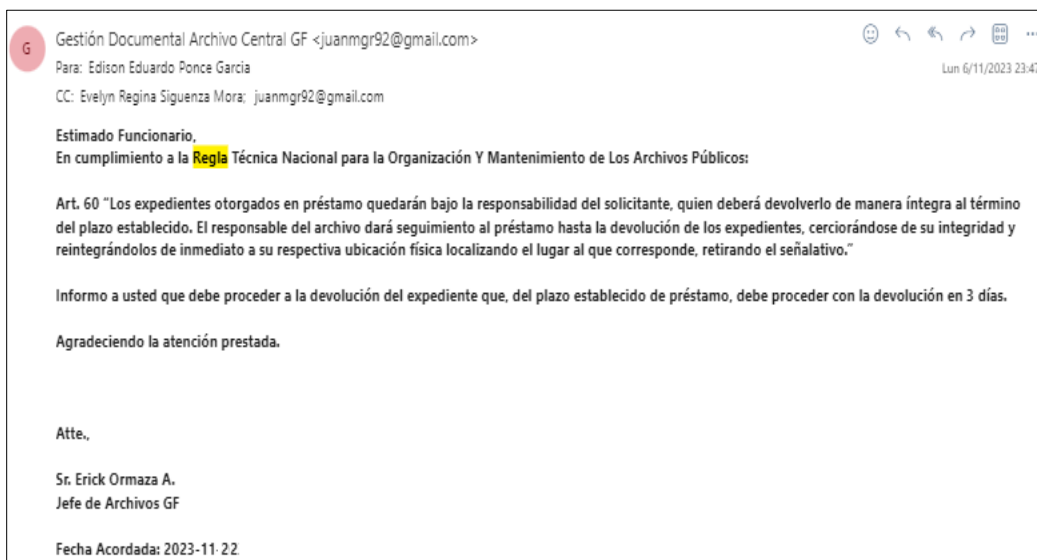 G
Gestión Documental Archivo Central GF <juanmgr92@gmail.com>
Para: Edison Eduardo Ponce Garcia
Lun 6/11/2023 23:47
CC: Evelyn Regina Siguenza Mora; juanmgr92@gmail.com
Estimado Funcionario,
En cumplimiento a la Regla Técnica Nacional para la Organización Y Mantenimiento de Los Archivos Públicos:
Art. 60 “Los expedientes otorgados en préstamo quedarán bajo la responsabilidad del solicitante, quien deberá devolverlo de manera íntegra al término
del plazo establecido. El responsable del archivo dará seguimiento al préstamo hasta la devolución de los expedientes, cerciorándose de su integridad y
reintegrándolos de inmediato a su respectiva ubicación física localizando el lugar al que corresponde, retirando el señalativo.”
Informo a usted que debe proceder a la devolución del expediente que, del plazo establecido de préstamo, debe proceder con la devolución en 3 días.
Agradeciendo la atención prestada.
Atte.,
Sr. Erick Ormaza A.
Jefe de Archivos GF
Fecha Acordada: 2023-11-22